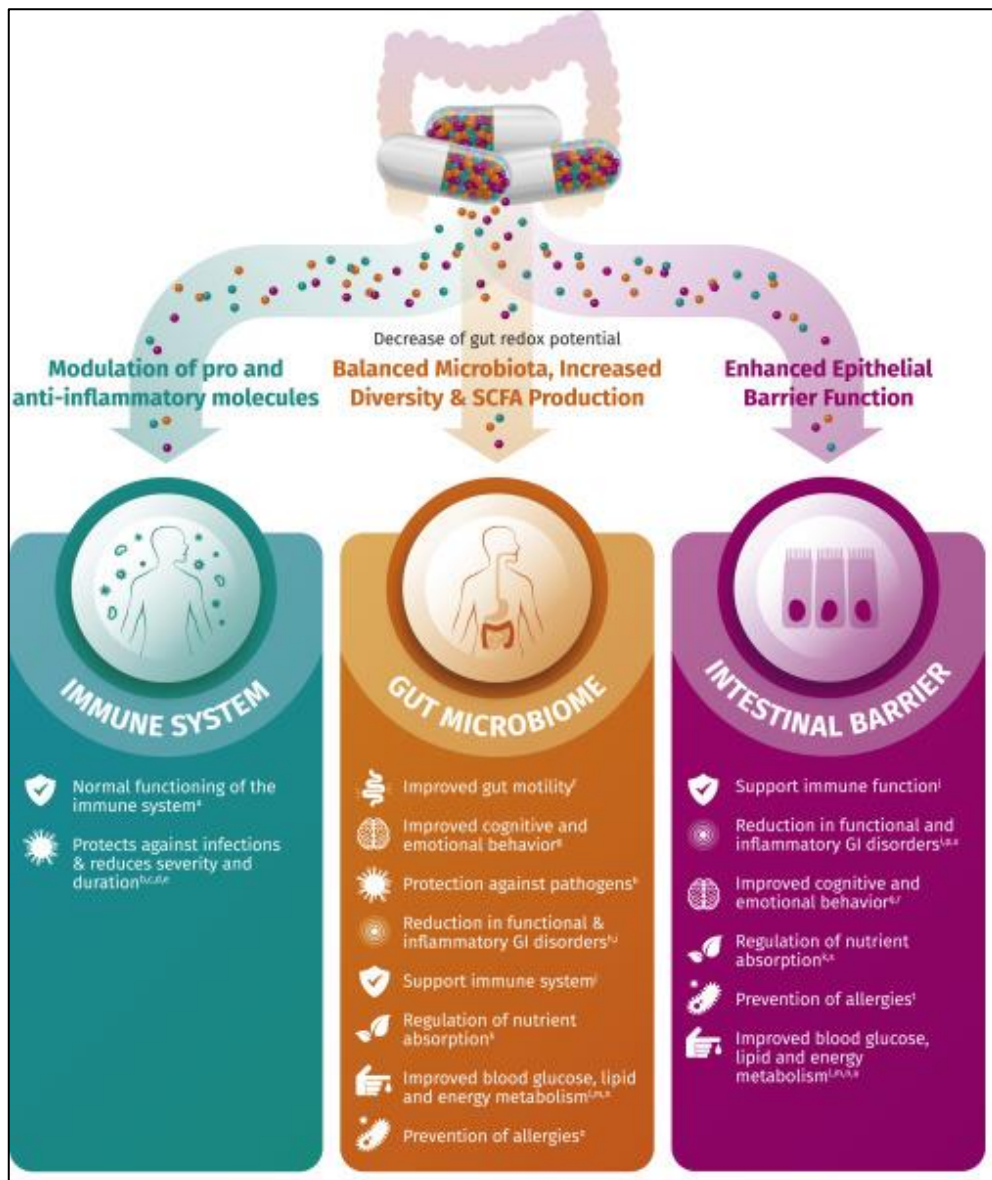 Decrease of gut redox potential
Modulation of pro and
anti-inflammatory molecules
Balanced Microbiota, Increased
Diversity & SCFA Production
Enhanced Epithelial
Barrier Function
IMMUNE SYSTEM
Normal functioning of the
immune systemᵃ
Protects against infections
& reduces severity and
durationᵇ,ᶜ,ᵈ,ᵉ
GUT MICROBIOME
Improved gut motility
Improved cognitive and
emotional behavior
Protection against pathogens
Reduction in functional &
inflammatory GI disorders
Support immune system
Regulation of nutrient
absorption
Improved blood glucose, lipid
and energy metabolism
Prevention of allergies
INTESTINAL BARRIER
Support immune function
Reduction in functional and
inflammatory GI disorders
Improved cognitive and
emotional behavior
Regulation of nutrient
absorption
Prevention of allergies
Improved blood glucose,
lipid and energy
metabolism